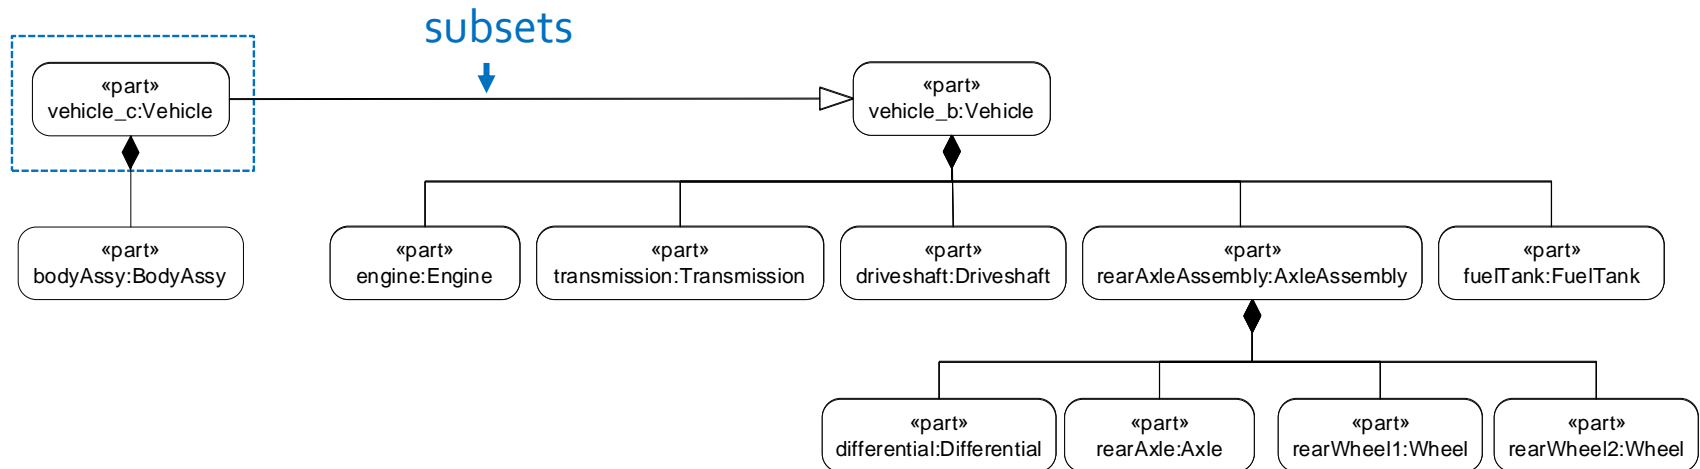 subsets
«part»
vehicle_c:Vehicle
«part»
vehicle_b:Vehicle
«part»
bodyAssy:BodyAssy
«part»
engine:Engine
«part»
transmission:Transmission
«part»
driveshaft:Driveshaft
«part»
rearAxleAssembly:AxleAssembly
«part»
fuelTank:FuelTank
«part»
differential:Differential
«part»
rearAxle:Axle
«part»
rearWheel1:Wheel
«part»
rearWheel2:Wheel